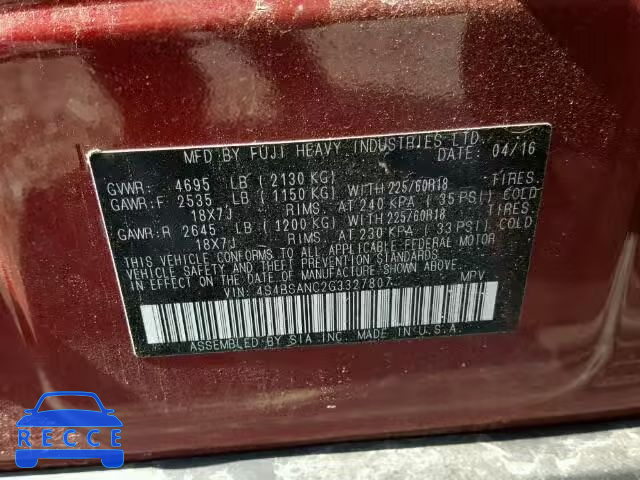 MFD BY FUJI HEAVY INDUSTRIES LTD.
DATE: 04/16
GVWR: 4695 LB (2130 KG)
GAWR:F 2535 LB (1150 KG) WITH 225/60R18 TIRES.
18X7J RIMS. AT 240 KPA (35 PSI) COLD
GAWR:R 2645 LB (1200 KG) WITH 225/60R18 TIRES.
18X7J RIMS. AT 230 KPA (33 PSI) COLD
THIS VEHICLE CONFORMS TO ALL APPLICABLE FEDERAL MOTOR
VEHICLE SAFETY AND THEFT PREVENTION STANDARDS IN
EFFECT ON THE DATE OF MANUFACTURE SHOWN ABOVE.
VIN: 4S4BSANC2G3327807 MPV
ASSEMBLED BY SIA INC. MADE IN U.S.A.
RECCE